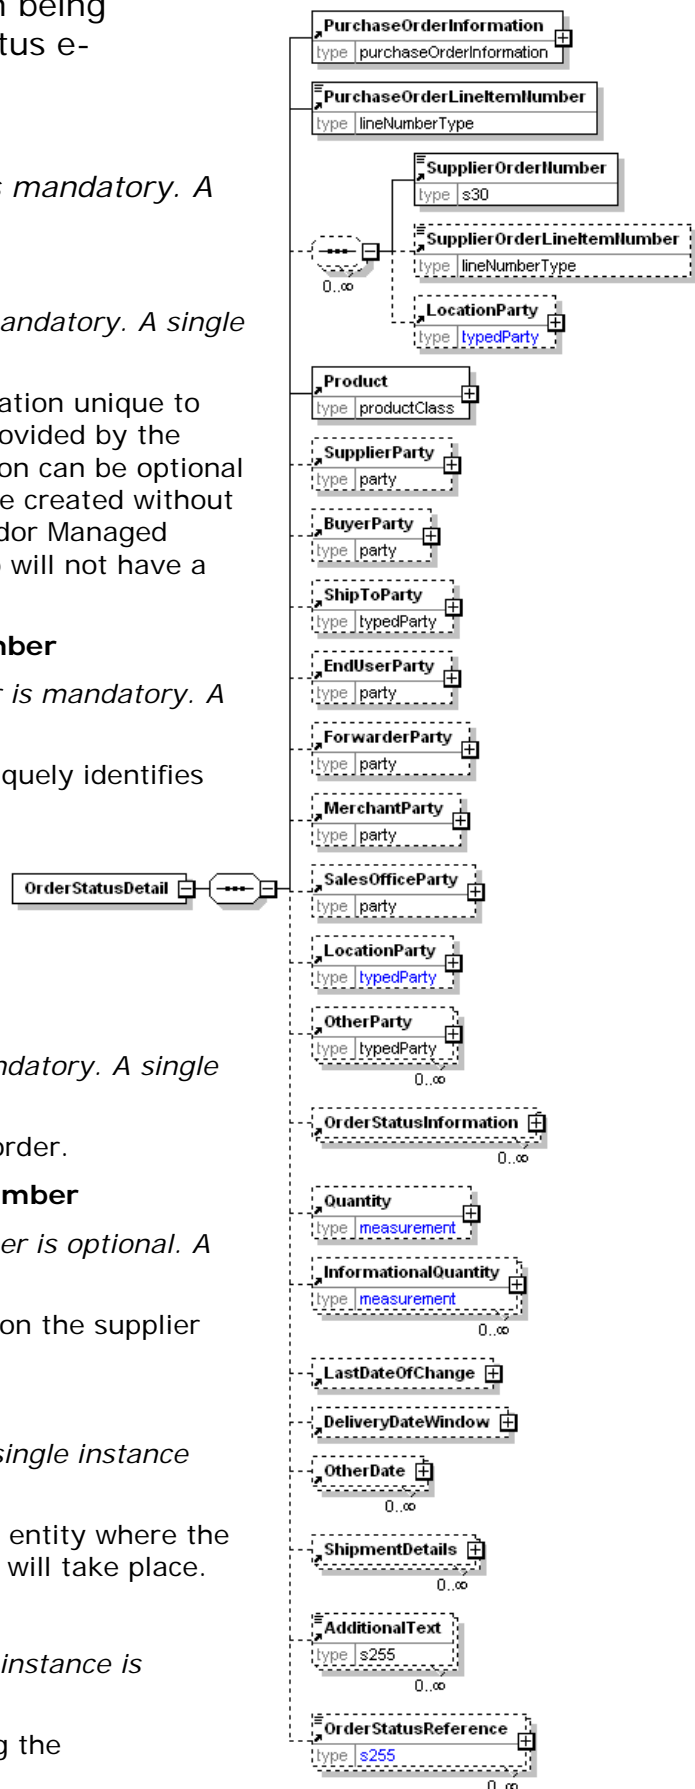 n being
tus e-
s mandatory. A
andatory. A single
ation unique to
rovided by the
on can be optional
e created without
dor Managed
o will not have a
mber
r is mandatory. A
quely identifies
ndatory. A single
order.
umber
er is optional. A
on the supplier
single instance
entity where the
will take place.
instance is
g the
OrderStatusDetail
PurchaseOrderInformation
type purchaseOrderInformation
PurchaseOrderLineItemNumber
type lineNumberType
0..∞
SupplierOrderNumber
type s30
SupplierOrderLineItemNumber
type lineNumberType
LocationParty
type typedParty
Product
type productClass
SupplierParty
type party
BuyerParty
type party
ShipToParty
type typedParty
EndUserParty
type party
ForwarderParty
type party
MerchantParty
type party
SalesOfficeParty
type party
LocationParty
type typedParty
OtherParty
type typedParty
0..∞
OrderStatusInformation
0..∞
Quantity
type measurement
InformationalQuantity
type measurement
0..∞
LastDateOfChange
DeliveryDateWindow
OtherDate
0..∞
ShipmentDetails
0..∞
AdditionalText
type s255
0..∞
OrderStatusReference
type s255
0..∞